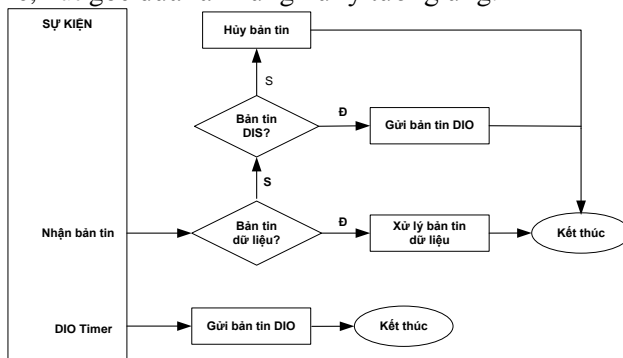 SỰ KIỆN
Hủy bản tin
S
Bản tin
DIS?
Đ
Gửi bản tin DIO
S
Nhận bản tin
Bản tin
dữ liệu?
Đ
Xử lý bản tin
dữ liệu
Kết thúc
DIO Timer
Gửi bản tin DIO
Kết thúc